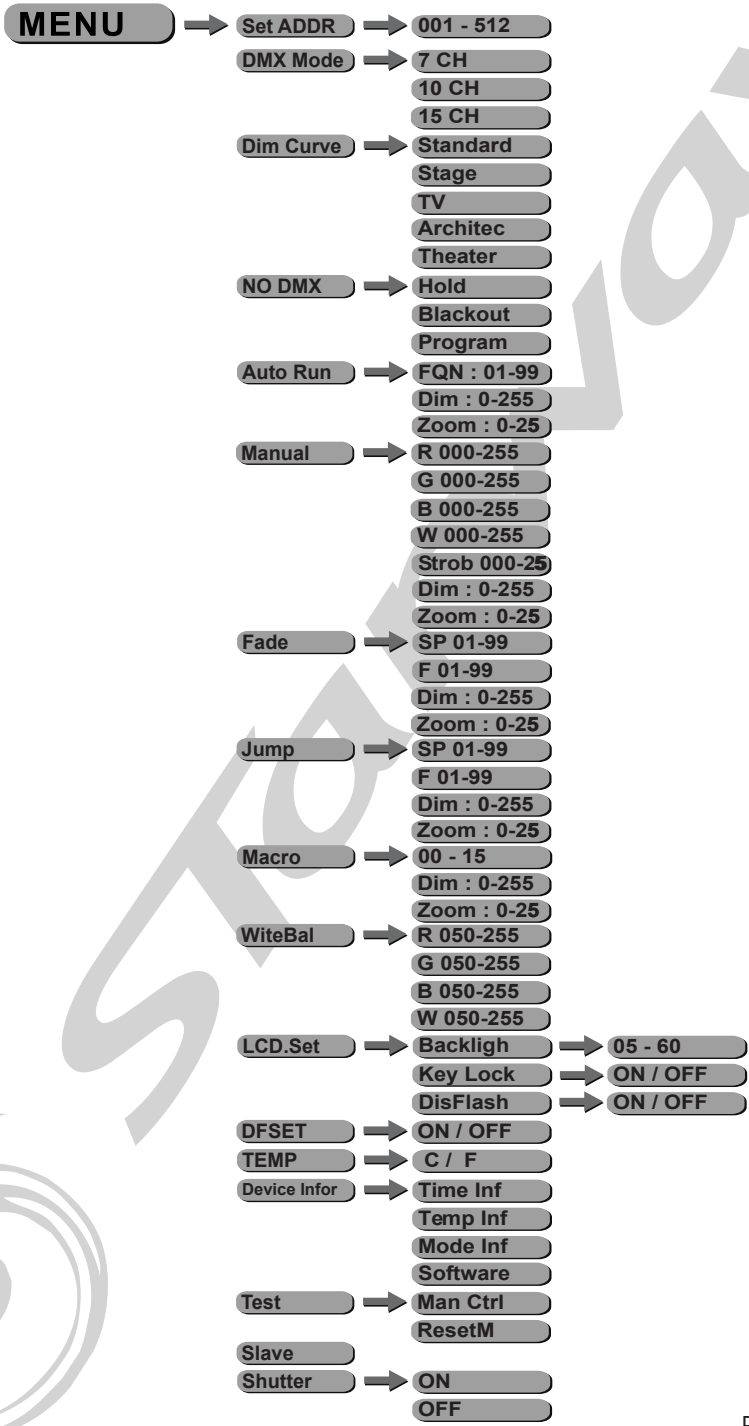 MENU Set ADDR 001 - 512
DMX Mode 7 CH
10 CH
15 CH
Dim Curve Standard
Stage
TV
Architec
Theater
NO DMX Hold
Blackout
Program
Auto Run FQN : 01-99
Dim : 0-255
Zoom : 0-25
Manual R 000-255
G 000-255
B 000-255
W 000-255
Strob 000-25
Dim : 0-255
Zoom : 0-25
Fade SP 01-99
F 01-99
Dim : 0-255
Zoom : 0-25
Jump SP 01-99
F 01-99
Dim : 0-255
Zoom : 0-25
Macro 00 - 15
Dim : 0-255
Zoom : 0-25
WiteBal R 050-255
G 050-255
B 050-255
W 050-255
LCD.Set Backligh 05 - 60
Key Lock ON / OFF
DisFlash ON / OFF
DFSET ON / OFF
TEMP C / F
Device Infor Time Inf
Temp Inf
Mode Inf
Software
Test Man Ctrl
ResetM
Slave
Shutter ON
OFF